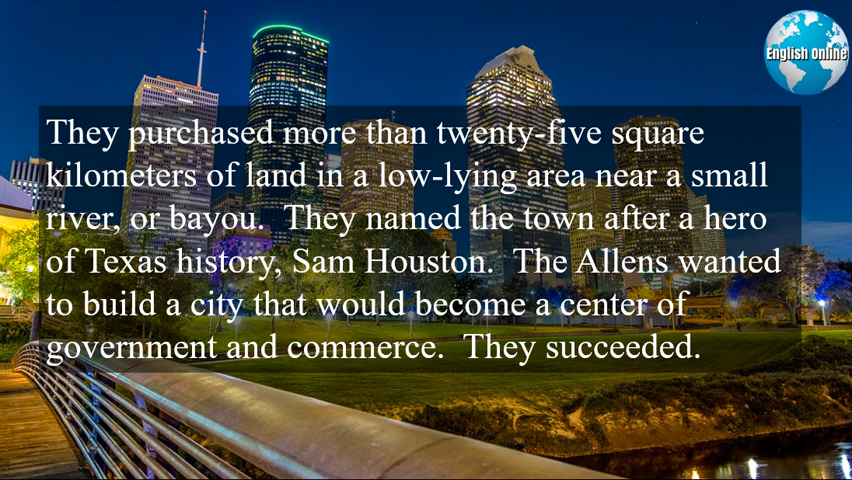 English Online
They purchased more than twenty-five square
kilometers of land in a low-lying area near a small
river, or bayou.  They named the town after a hero
of Texas history, Sam Houston.  The Allens wanted
to build a city that would become a center of
government and commerce.  They succeeded.